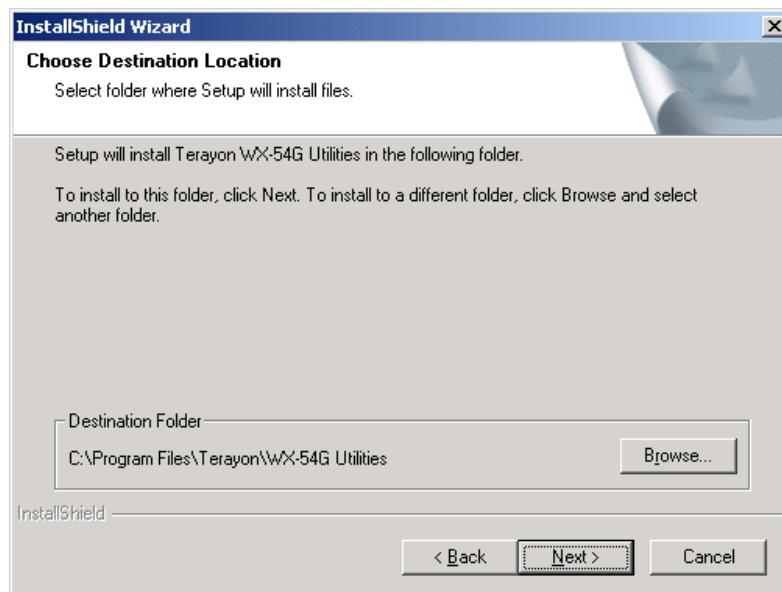 InstallShield Wizard
Choose Destination Location
Select folder where Setup will install files.
Setup will install Terayon WX-54G Utilities in the following folder.
To install to this folder, click Next. To install to a different folder, click Browse and select
another folder.
Destination Folder
C:\Program Files\Terayon\WX-54G Utilities
Browse...
InstallShield
< Back
Next >
Cancel